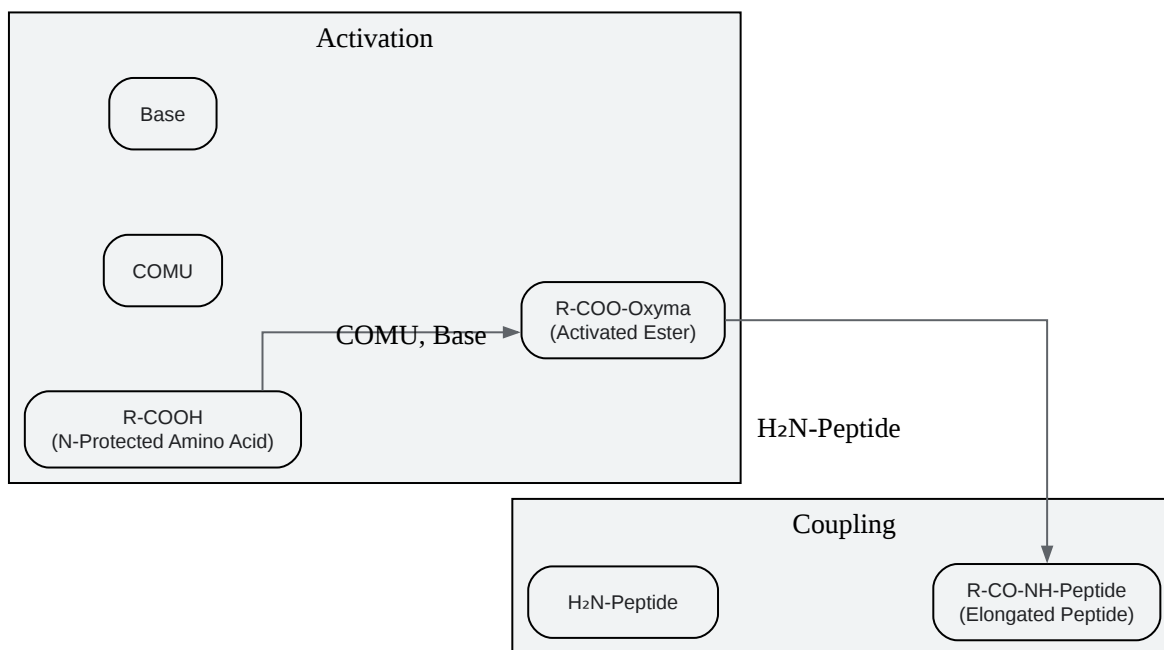 Activation
Base
COMU
R-COO-Oxyma
(Activated Ester)
COMU, Base
R-COOH
(N-Protected Amino Acid)
H₂N-Peptide
Coupling
H₂N-Peptide
R-CO-NH-Peptide
(Elongated Peptide)